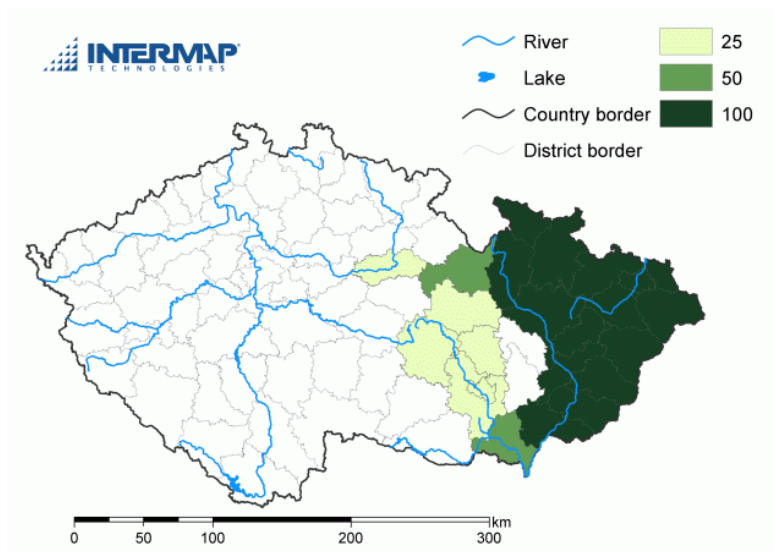 INTERMAP
TECHNOLOGIES
River
Lake
Country border
District border
25
50
100
0 50 100 200 300 km